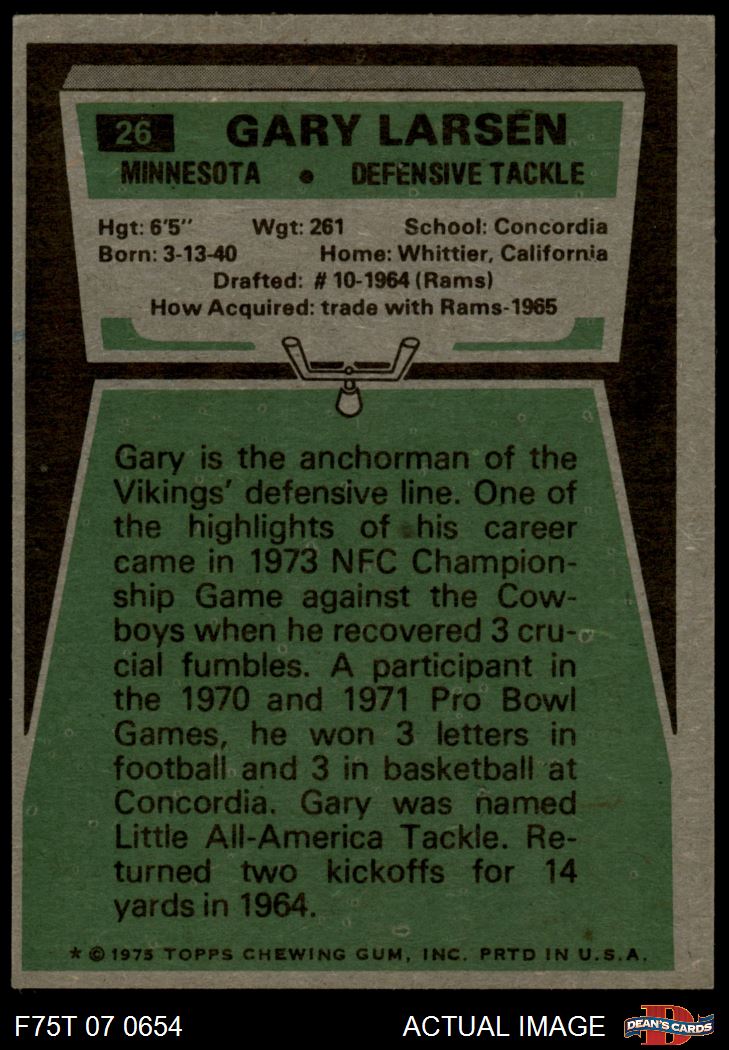 26 GARY LARSEN
MINNESOTA • DEFENSIVE TACKLE
Hgt: 6'5" Wgt: 261 School: Concordia
Born: 3-13-40 Home: Whittier, California
Drafted: # 10-1964 (Rams)
How Acquired: trade with Rams-1965
Gary is the anchorman of the
Vikings' defensive line. One of
the highlights of his career
came in 1973 NFC Champion-
ship Game against the Cow-
boys when he recovered 3 cru-
cial fumbles. A participant in
the 1970 and 1971 Pro Bowl
Games, he won 3 letters in
football and 3 in basketball at
Concordia. Gary was named
Little All-America Tackle. Re-
turned two kickoffs for 14
yards in 1964.
* © 1975 TOPPS CHEWING GUM, INC. PRTD IN U.S.A.
F75T 07 0654 ACTUAL IMAGE D DEAN'S CARDS